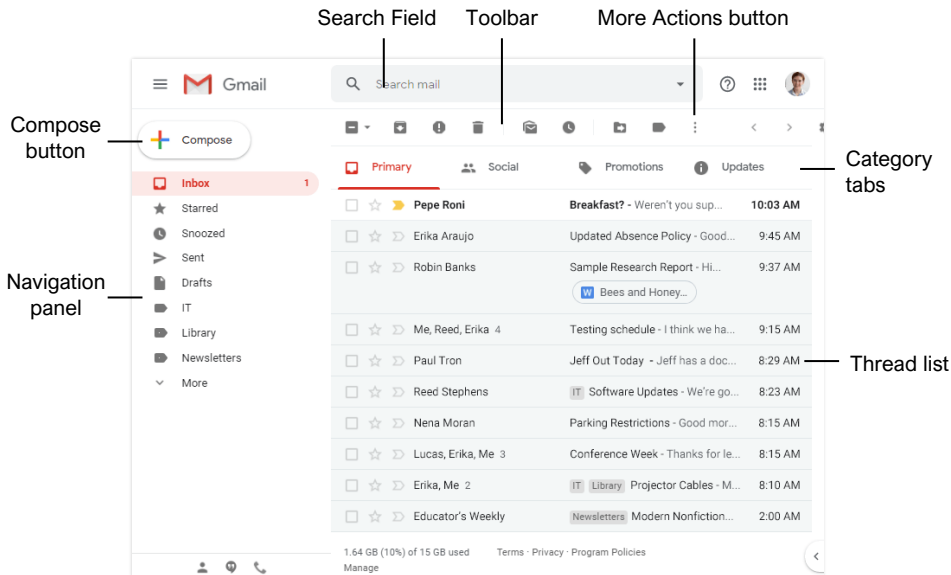 Search Field Toolbar More Actions button
Gmail Search mail
Compose
button
Compose
Primary Social Promotions Updates
Category
tabs
Inbox 1
Starred
Snoozed
Sent
Drafts
IT
Library
Newsletters
More
Navigation
panel
Pepe Roni Breakfast? - Weren't you sup... 10:03 AM
Erika Araujo Updated Absence Policy - Good... 9:45 AM
Robin Banks Sample Research Report - Hi... 9:37 AM
W Bees and Honey...
Me, Reed, Erika 4 Testing schedule - I think we ha... 9:15 AM
Paul Tron Jeff Out Today - Jeff has a doc... 8:29 AM
Thread list
Reed Stephens IT Software Updates - We're go... 8:23 AM
Nena Moran Parking Restrictions - Good mor... 8:15 AM
Lucas, Erika, Me 3 Conference Week - Thanks for le... 8:15 AM
Erika, Me 2 IT Library Projector Cables - M... 8:10 AM
Educator's Weekly Newsletters Modern Nonfiction... 2:00 AM
1.64 GB (10%) of 15 GB used Terms · Privacy · Program Policies
Manage